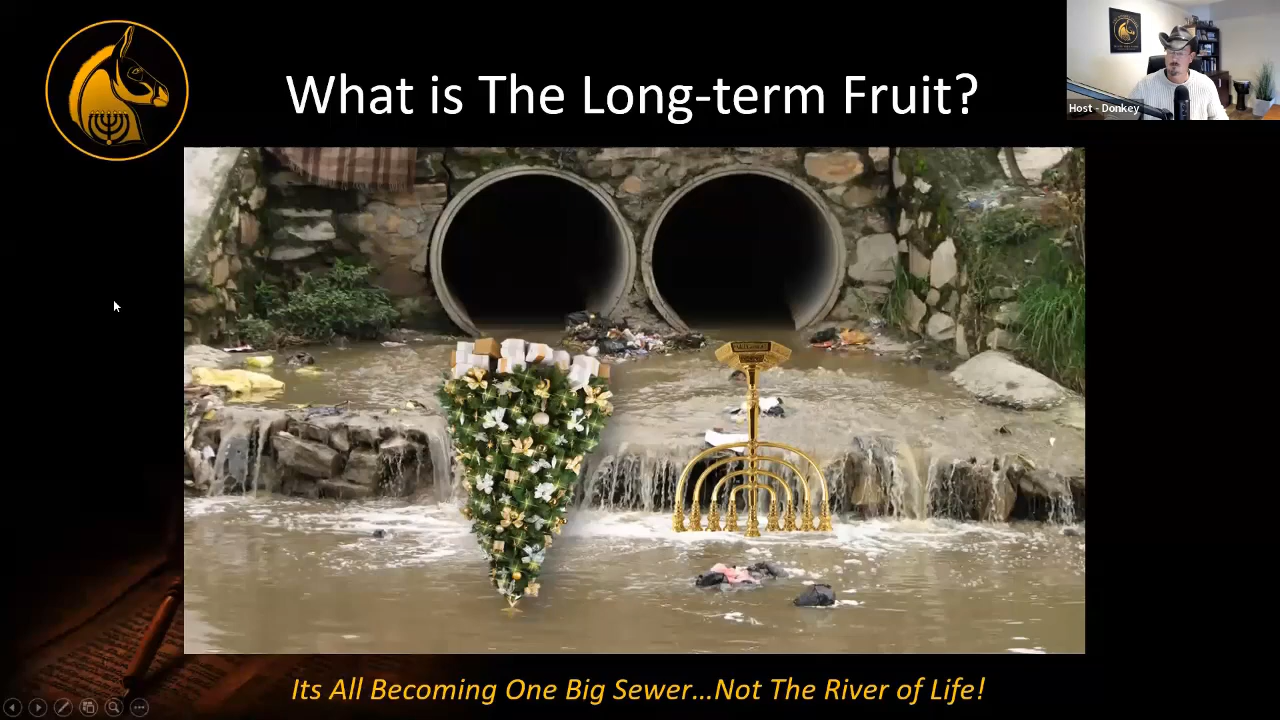 What is The Long-term Fruit?
Host - Donkey
Its All Becoming One Big Sewer...Not The River of Life!